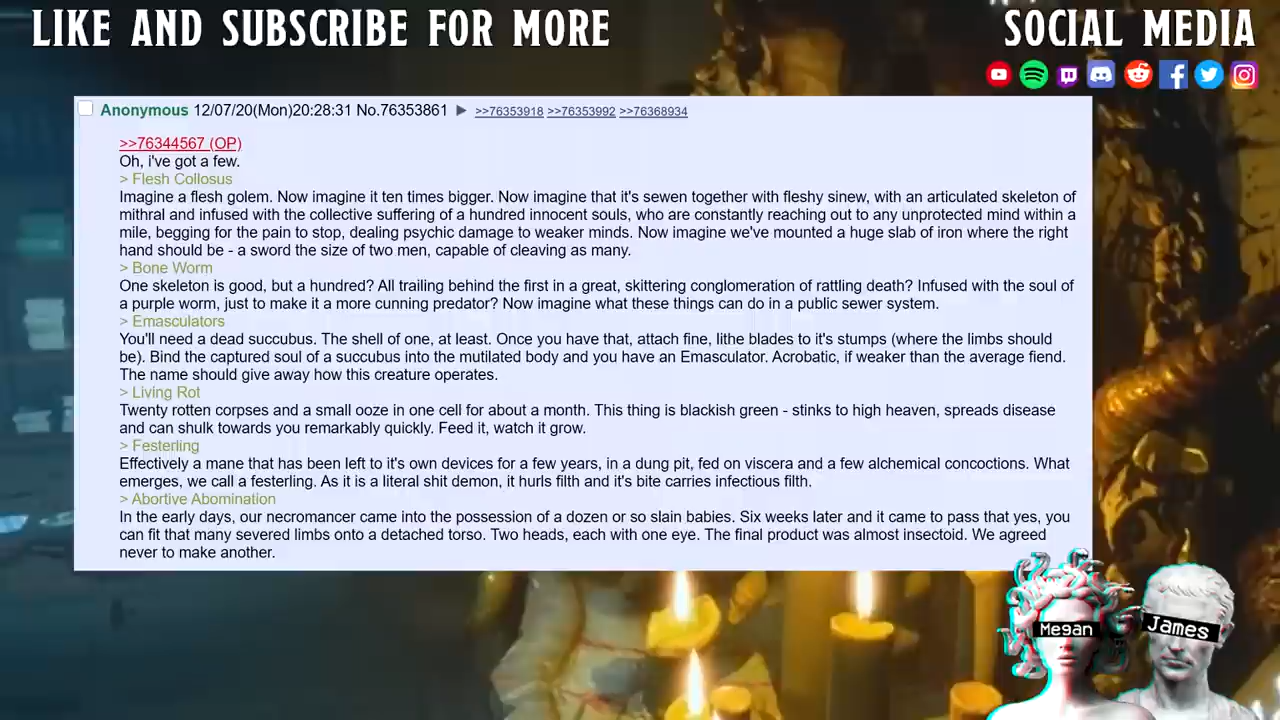 LIKE AND SUBSCRIBE FOR MORE
SOCIAL MEDIA
Anonymous 12/07/20(Mon)20:28:31 No.76353861 ▶ >>76353918 >>76353992 >>76368934
>>76344567 (OP)
Oh, i've got a few.
> Flesh Collosus
Imagine a flesh golem. Now imagine it ten times bigger. Now imagine that it's sewen together with fleshy sinew, with an articulated skeleton of
mithral and infused with the collective suffering of a hundred innocent souls, who are constantly reaching out to any unprotected mind within a
mile, begging for the pain to stop, dealing psychic damage to weaker minds. Now imagine we've mounted a huge slab of iron where the right
hand should be - a sword the size of two men, capable of cleaving as many.
> Bone Worm
One skeleton is good, but a hundred? All trailing behind the first in a great, skittering conglomeration of rattling death? Infused with the soul of
a purple worm, just to make it a more cunning predator? Now imagine what these things can do in a public sewer system.
> Emasculators
You'll need a dead succubus. The shell of one, at least. Once you have that, attach fine, lithe blades to it's stumps (where the limbs should
be). Bind the captured soul of a succubus into the mutilated body and you have an Emasculator. Acrobatic, if weaker than the average fiend.
The name should give away how this creature operates.
> Living Rot
Twenty rotten corpses and a small ooze in one cell for about a month. This thing is blackish green - stinks to high heaven, spreads disease
and can shulk towards you remarkably quickly. Feed it, watch it grow.
> Festerling
Effectively a mane that has been left to it's own devices for a few years, in a dung pit, fed on viscera and a few alchemical concoctions. What
emerges, we call a festerling. As it is a literal shit demon, it hurls filth and it's bite carries infectious filth.
> Abortive Abomination
In the early days, our necromancer came into the possession of a dozen or so slain babies. Six weeks later and it came to pass that yes, you
can fit that many severed limbs onto a detached torso. Two heads, each with one eye. The final product was almost insectoid. We agreed
never to make another.
Megan
James